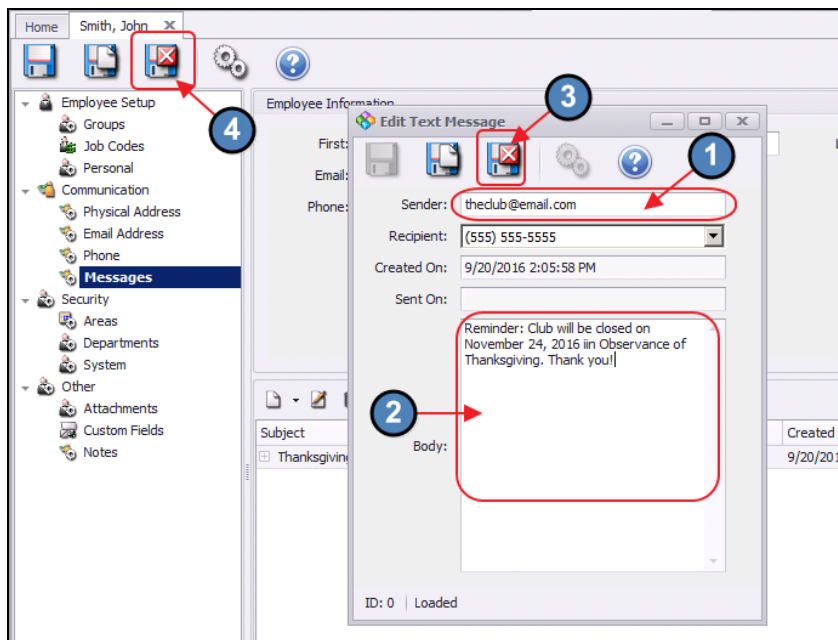 Home
Smith, John
Employee Setup
Groups
Job Codes
Personal
Communication
Physical Address
Email Address
Phone
Messages
Security
Areas
Departments
System
Other
Attachments
Custom Fields
Notes
4
Employee Information
First:
Email:
Phone:
Subject
Thanksgiving
Created
9/20/201
3
Edit Text Message
1
Sender: theclub@email.com
Recipient: (555) 555-5555
Created On: 9/20/2016 2:05:58 PM
Sent On:
Body:
Reminder: Club will be closed on
November 24, 2016 iin Observance of
Thanksgiving. Thank you!
2
ID: 0 Loaded